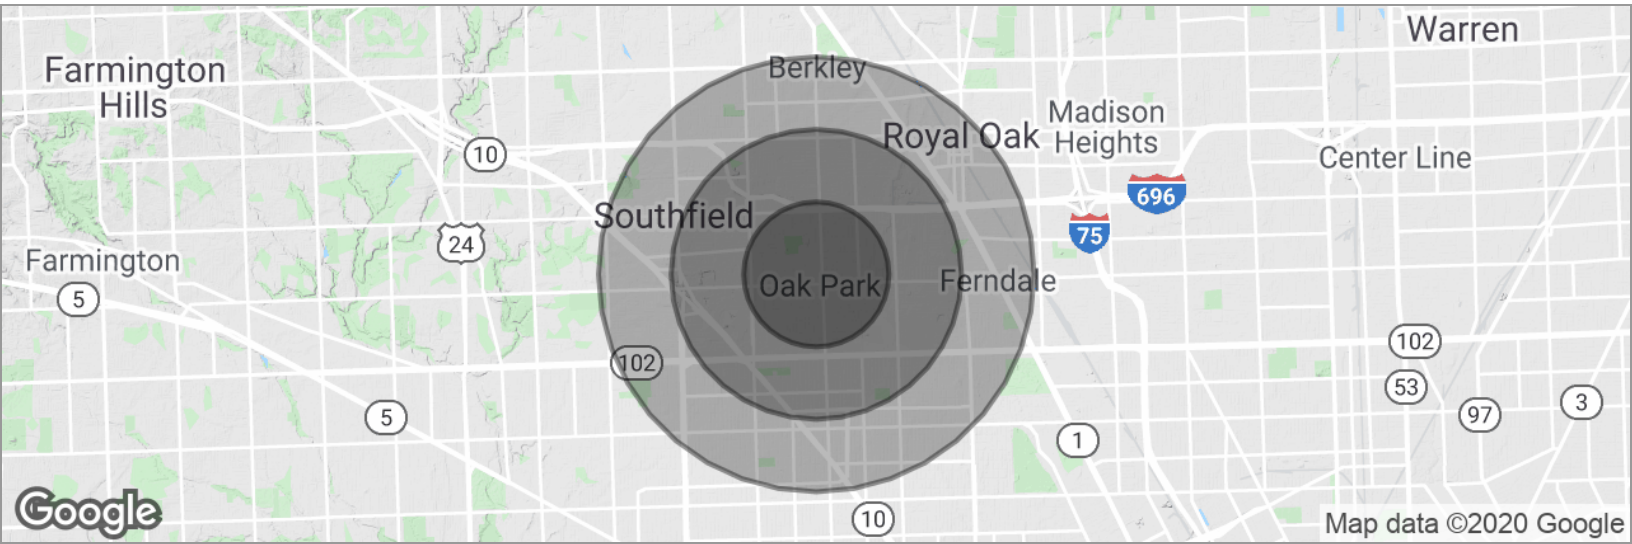 Warren
Farmington
Hills
Berkley
Madison
Heights
Royal Oak
10
Center Line
696
Southfield
24
75
Farmington
5
Oak Park
Ferndale
102
102
53
5
97
3
1
Google
10
Map data ©2020 Google